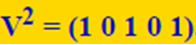 V² = (1 0 1 0 1)